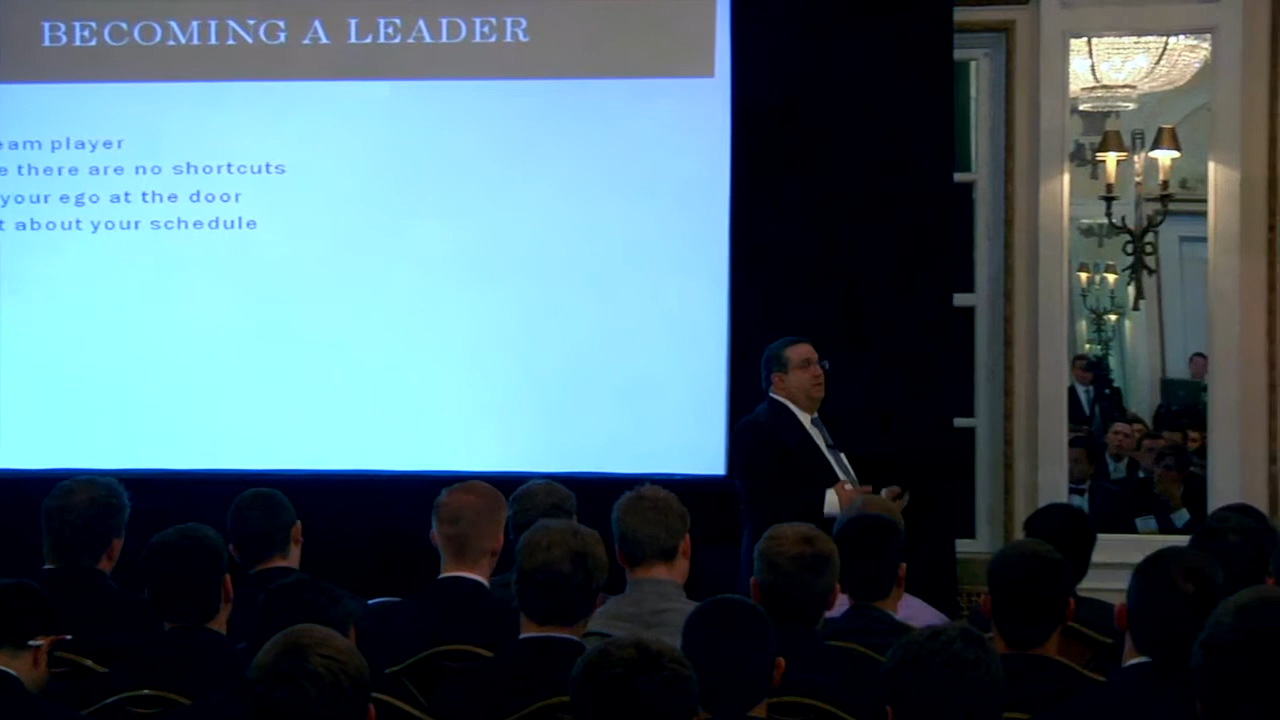 BECOMING A LEADER
eam player
e there are no shortcuts
your ego at the door
t about your schedule